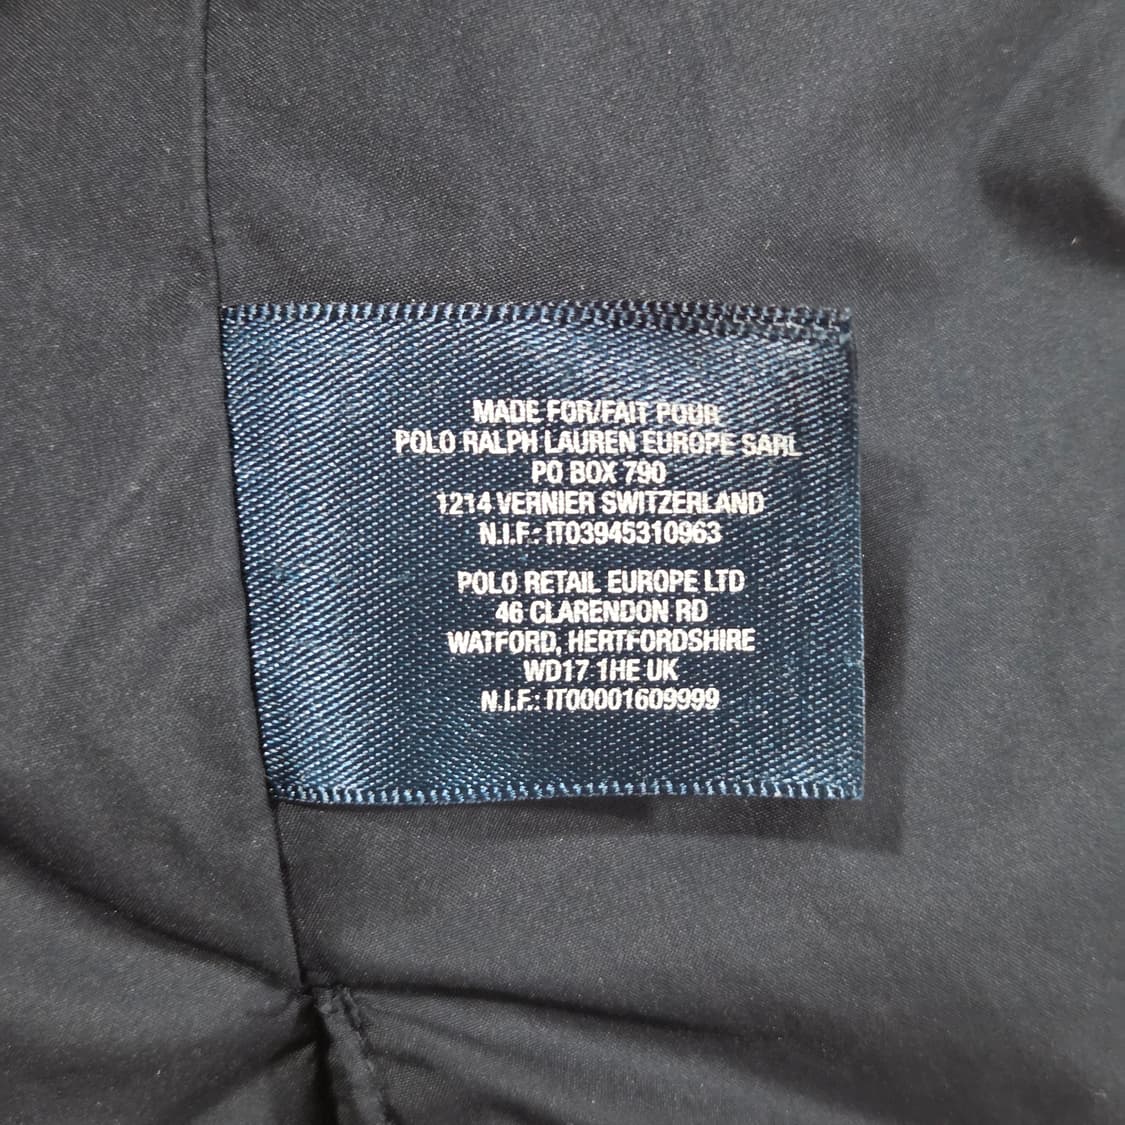 MADE FOR/FAIT POUR
POLO RALPH LAUREN EUROPE SARL
PO BOX 790
1214 VERNIER SWITZERLAND
N.I.F.: IT03945310963
POLO RETAIL EUROPE LTD
46 CLARENDON RD
WATFORD, HERTFORDSHIRE
WD17 1HE UK
N.I.F.: IT00001609999